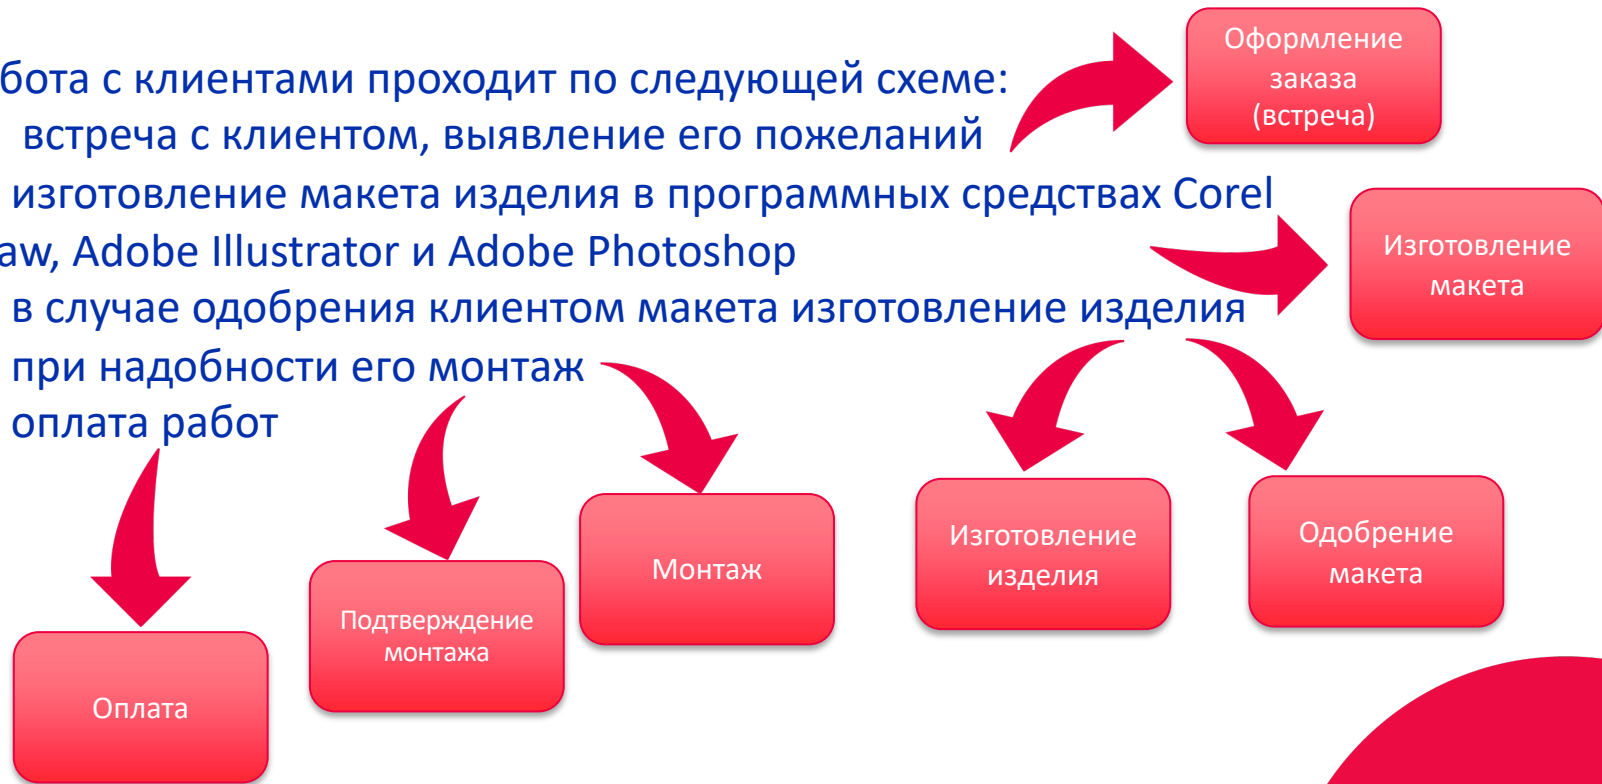 бота с клиентами проходит по следующей схеме:
встреча с клиентом, выявление его пожеланий
изготовление макета изделия в программных средствах Corel
aw, Adobe Illustrator и Adobe Photoshop
в случае одобрения клиентом макета изготовление изделия
при надобности его монтаж
оплата работ
Оформление
заказа
(встреча)
Изготовление
макета
Изготовление
изделия
Одобрение
макета
Монтаж
Подтверждение
монтажа
Оплата